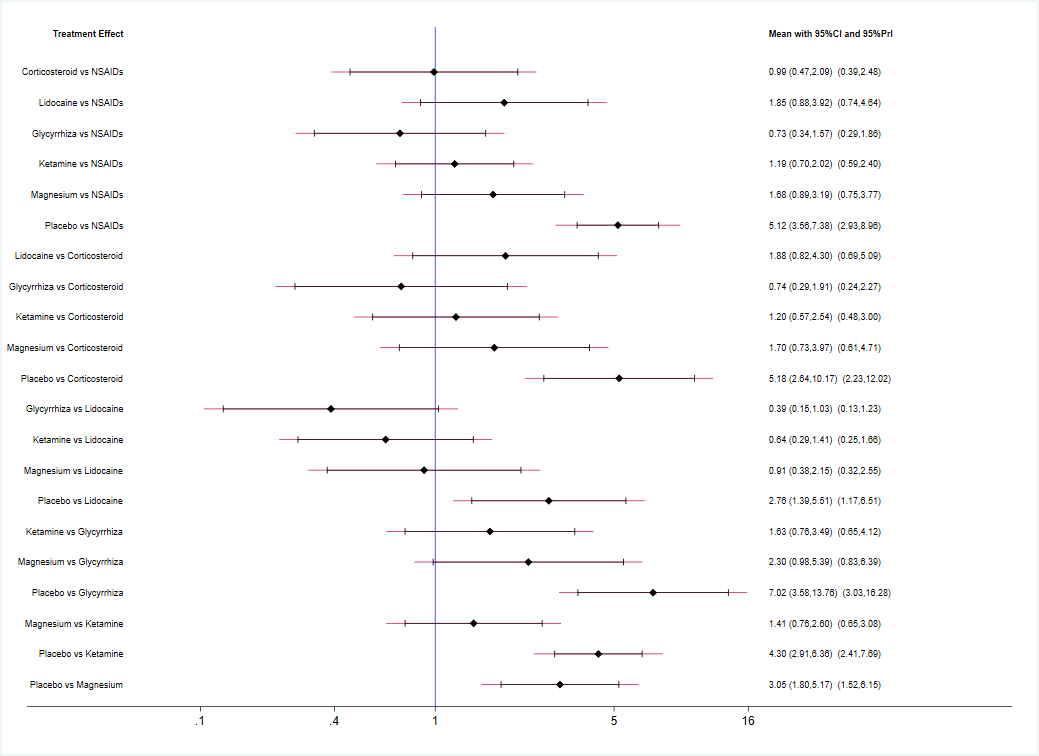 Treatment Effect Mean with 95%CI and 95%PrI
Corticosteroid vs NSAIDs 0.99 (0.47,2.09) (0.39,2.48)
Lidocaine vs NSAIDs 1.85 (0.88,3.92) (0.74,4.64)
Glycyrrhiza vs NSAIDs 0.73 (0.34,1.57) (0.29,1.86)
Ketamine vs NSAIDs 1.19 (0.70,2.02) (0.59,2.40)
Magnesium vs NSAIDs 1.68 (0.89,3.19) (0.75,3.77)
Placebo vs NSAIDs 5.12 (3.56,7.38) (2.93,8.96)
Lidocaine vs Corticosteroid 1.88 (0.82,4.30) (0.69,5.09)
Glycyrrhiza vs Corticosteroid 0.74 (0.29,1.91) (0.24,2.27)
Ketamine vs Corticosteroid 1.20 (0.57,2.54) (0.48,3.00)
Magnesium vs Corticosteroid 1.70 (0.73,3.97) (0.61,4.71)
Placebo vs Corticosteroid 5.18 (2.64,10.17) (2.23,12.02)
Glycyrrhiza vs Lidocaine 0.39 (0.15,1.03) (0.13,1.23)
Ketamine vs Lidocaine 0.64 (0.29,1.41) (0.25,1.66)
Magnesium vs Lidocaine 0.91 (0.38,2.15) (0.32,2.55)
Placebo vs Lidocaine 2.76 (1.39,5.51) (1.17,6.51)
Ketamine vs Glycyrrhiza 1.63 (0.76,3.49) (0.65,4.12)
Magnesium vs Glycyrrhiza 2.30 (0.98,5.39) (0.83,6.39)
Placebo vs Glycyrrhiza 7.02 (3.58,13.76) (3.03,16.28)
Magnesium vs Ketamine 1.41 (0.76,2.60) (0.65,3.08)
Placebo vs Ketamine 4.30 (2.91,6.36) (2.41,7.69)
Placebo vs Magnesium 3.05 (1.80,5.17) (1.52,6.15)
.1 .4 1 5 16